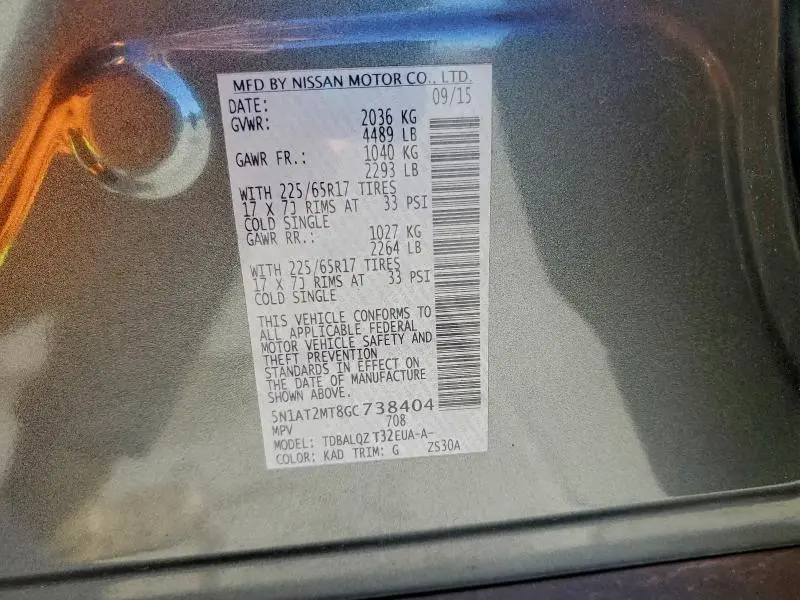 MFD BY NISSAN MOTOR CO., LTD.
DATE: 09/15
GVWR: 2036 KG
4489 LB
GAWR FR.: 1040 KG
2293 LB
WITH 225/65R17 TIRES
17 X 7J RIMS AT 33 PSI
COLD SINGLE
GAWR RR.: 1027 KG
2264 LB
WITH 225/65R17 TIRES
17 X 7J RIMS AT 33 PSI
COLD SINGLE
THIS VEHICLE CONFORMS TO
ALL APPLICABLE FEDERAL
MOTOR VEHICLE SAFETY AND
THEFT PREVENTION
STANDARDS IN EFFECT ON
THE DATE OF MANUFACTURE
SHOWN ABOVE.
5N1AT2MT8GC738404
MPV 708
MODEL: TDBALQZ T32EUA-A-
COLOR: KAD TRIM: G ZS30A